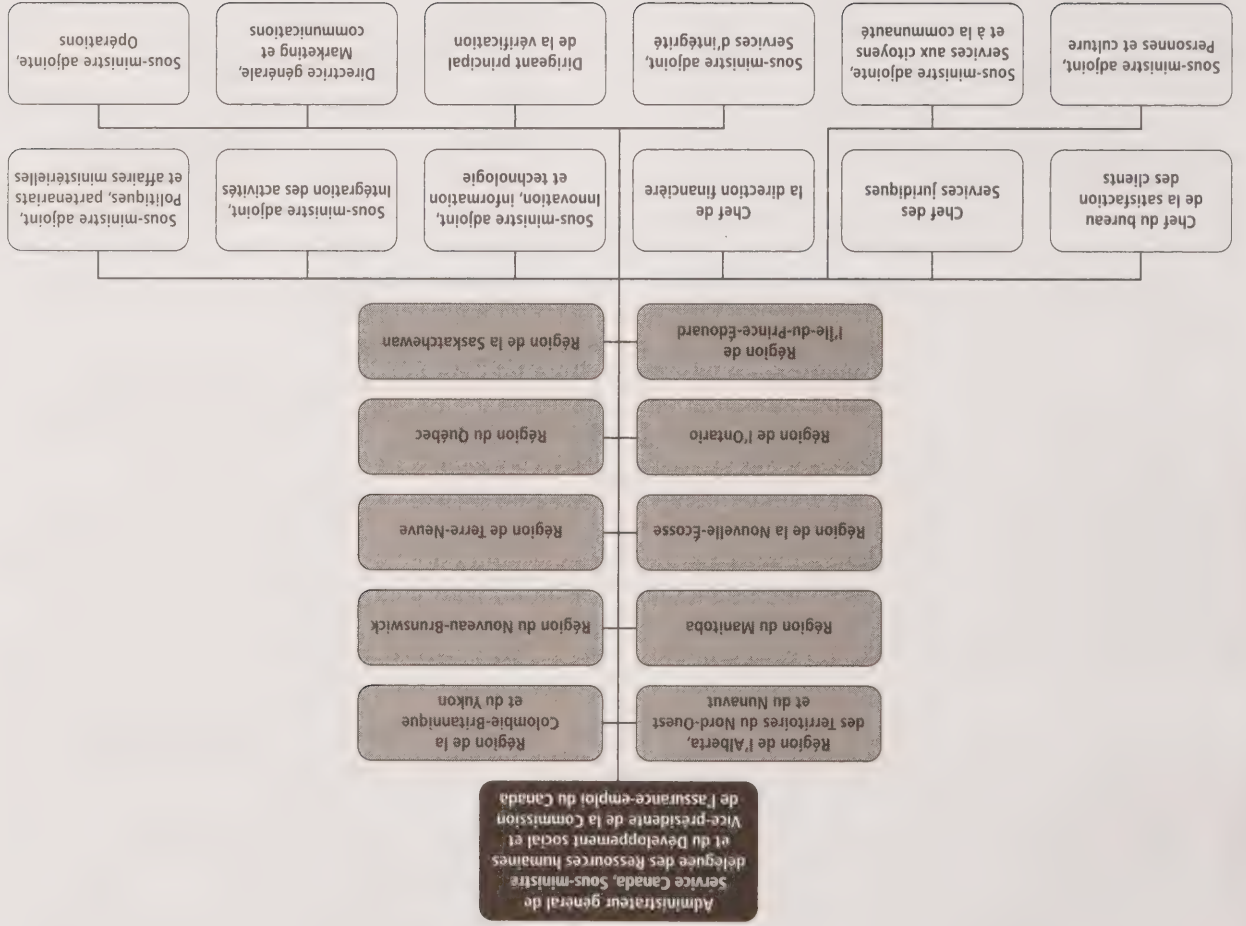 Administrateur général de
Service Canada, Sous-ministre
déléguée des Ressources humaines
et du Développement social et
Vice-présidente de la Commission
de l'assurance-emploi du Canada
Région de l'Alberta,
des Territoires du Nord-Ouest
et du Nunavut
Région de la
Colombie-Britannique
et du Yukon
Région du Manitoba
Région du Nouveau-Brunswick
Région de la Nouvelle-Écosse
Région de Terre-Neuve
Région de l'Ontario
Région du Québec
Région de
l'Île-du-Prince-Édouard
Région de la Saskatchewan
Chef du bureau
de la satisfaction
des clients
Chef des
Services juridiques
Chef de
la direction financière
Sous-ministre adjoint,
Innovation, information
et technologie
Sous-ministre adjoint,
Intégration des activités
Sous-ministre adjoint,
Politiques, partenariats
et affaires ministérielles
Sous-ministre adjoint,
Personnes et culture
Sous-ministre adjointe,
Services aux citoyens
et à la communauté
Sous-ministre adjoint,
Services d'intégrité
Dirigeant principal
de la vérification
Directrice générale,
Marketing et
communications
Sous-ministre adjointe,
Opérations